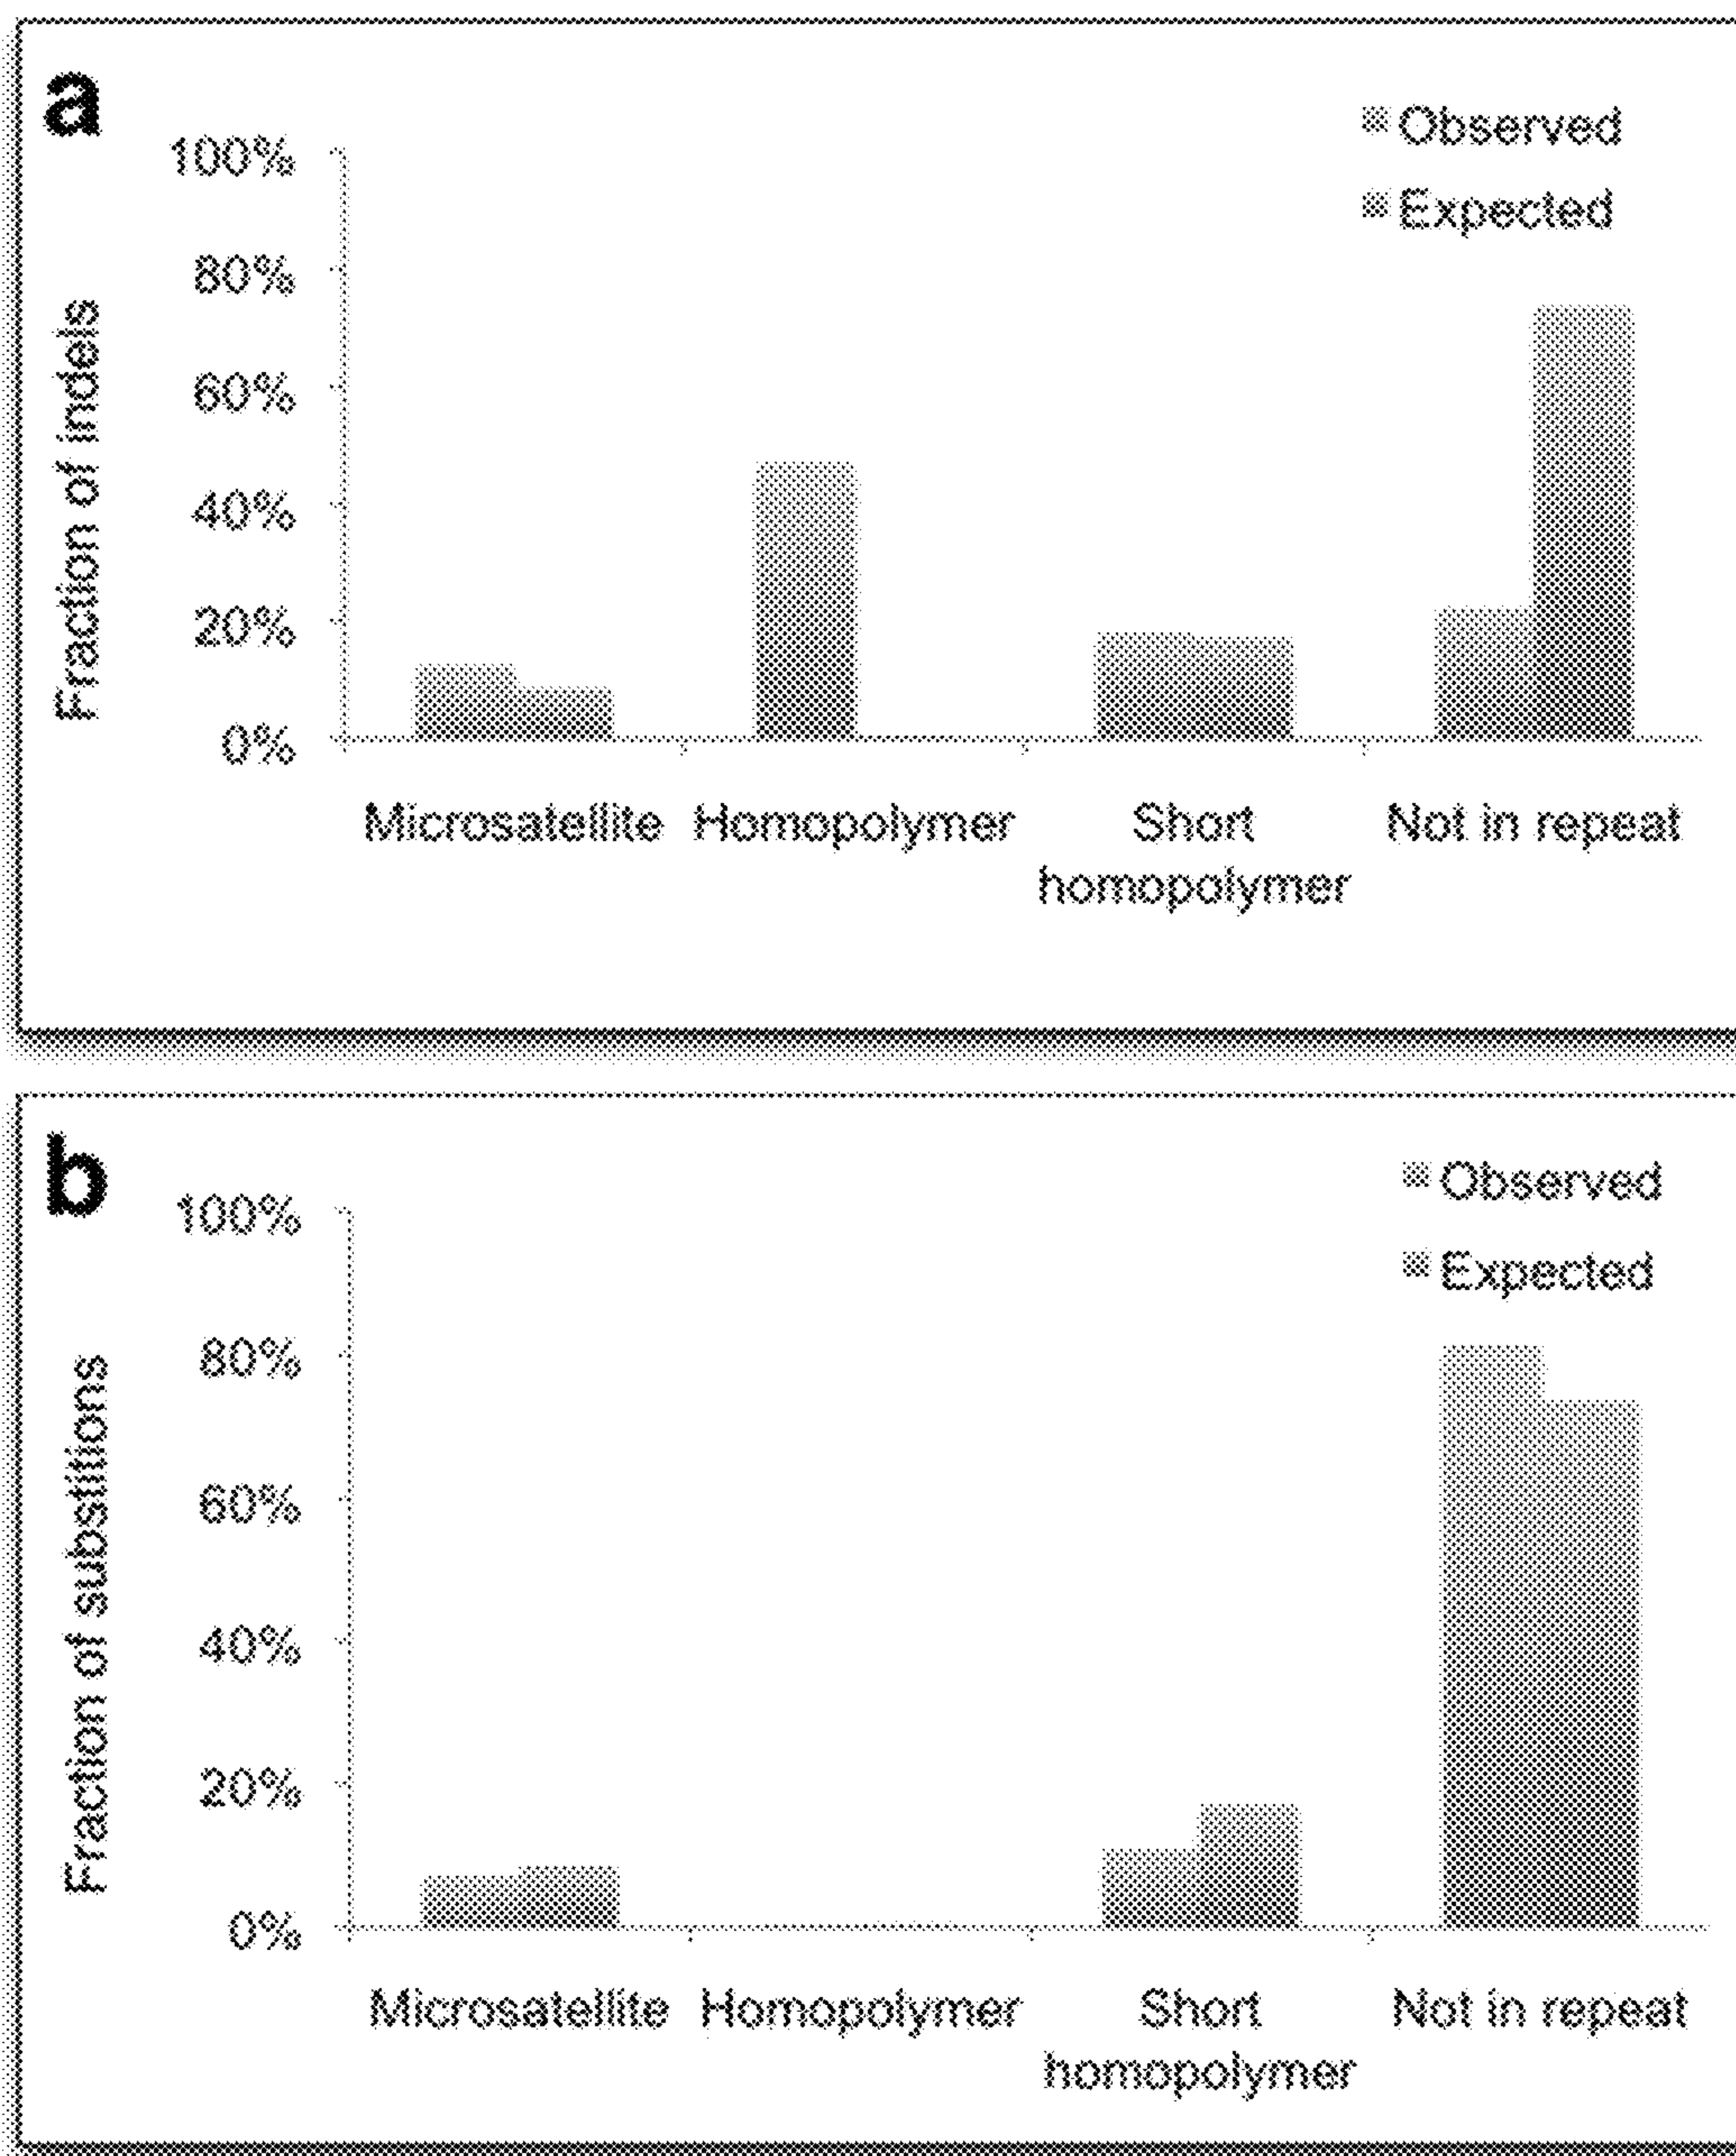 a
Observed
Expected
100%
80%
60%
40%
20%
0%
Fraction of indels
Microsatellite Homopolymer Short Not in repeat
homopolymer
b
Observed
Expected
100%
80%
60%
40%
20%
0%
Fraction of substitions
Microsatellite Homopolymer Short Not in repeat
homopolymer